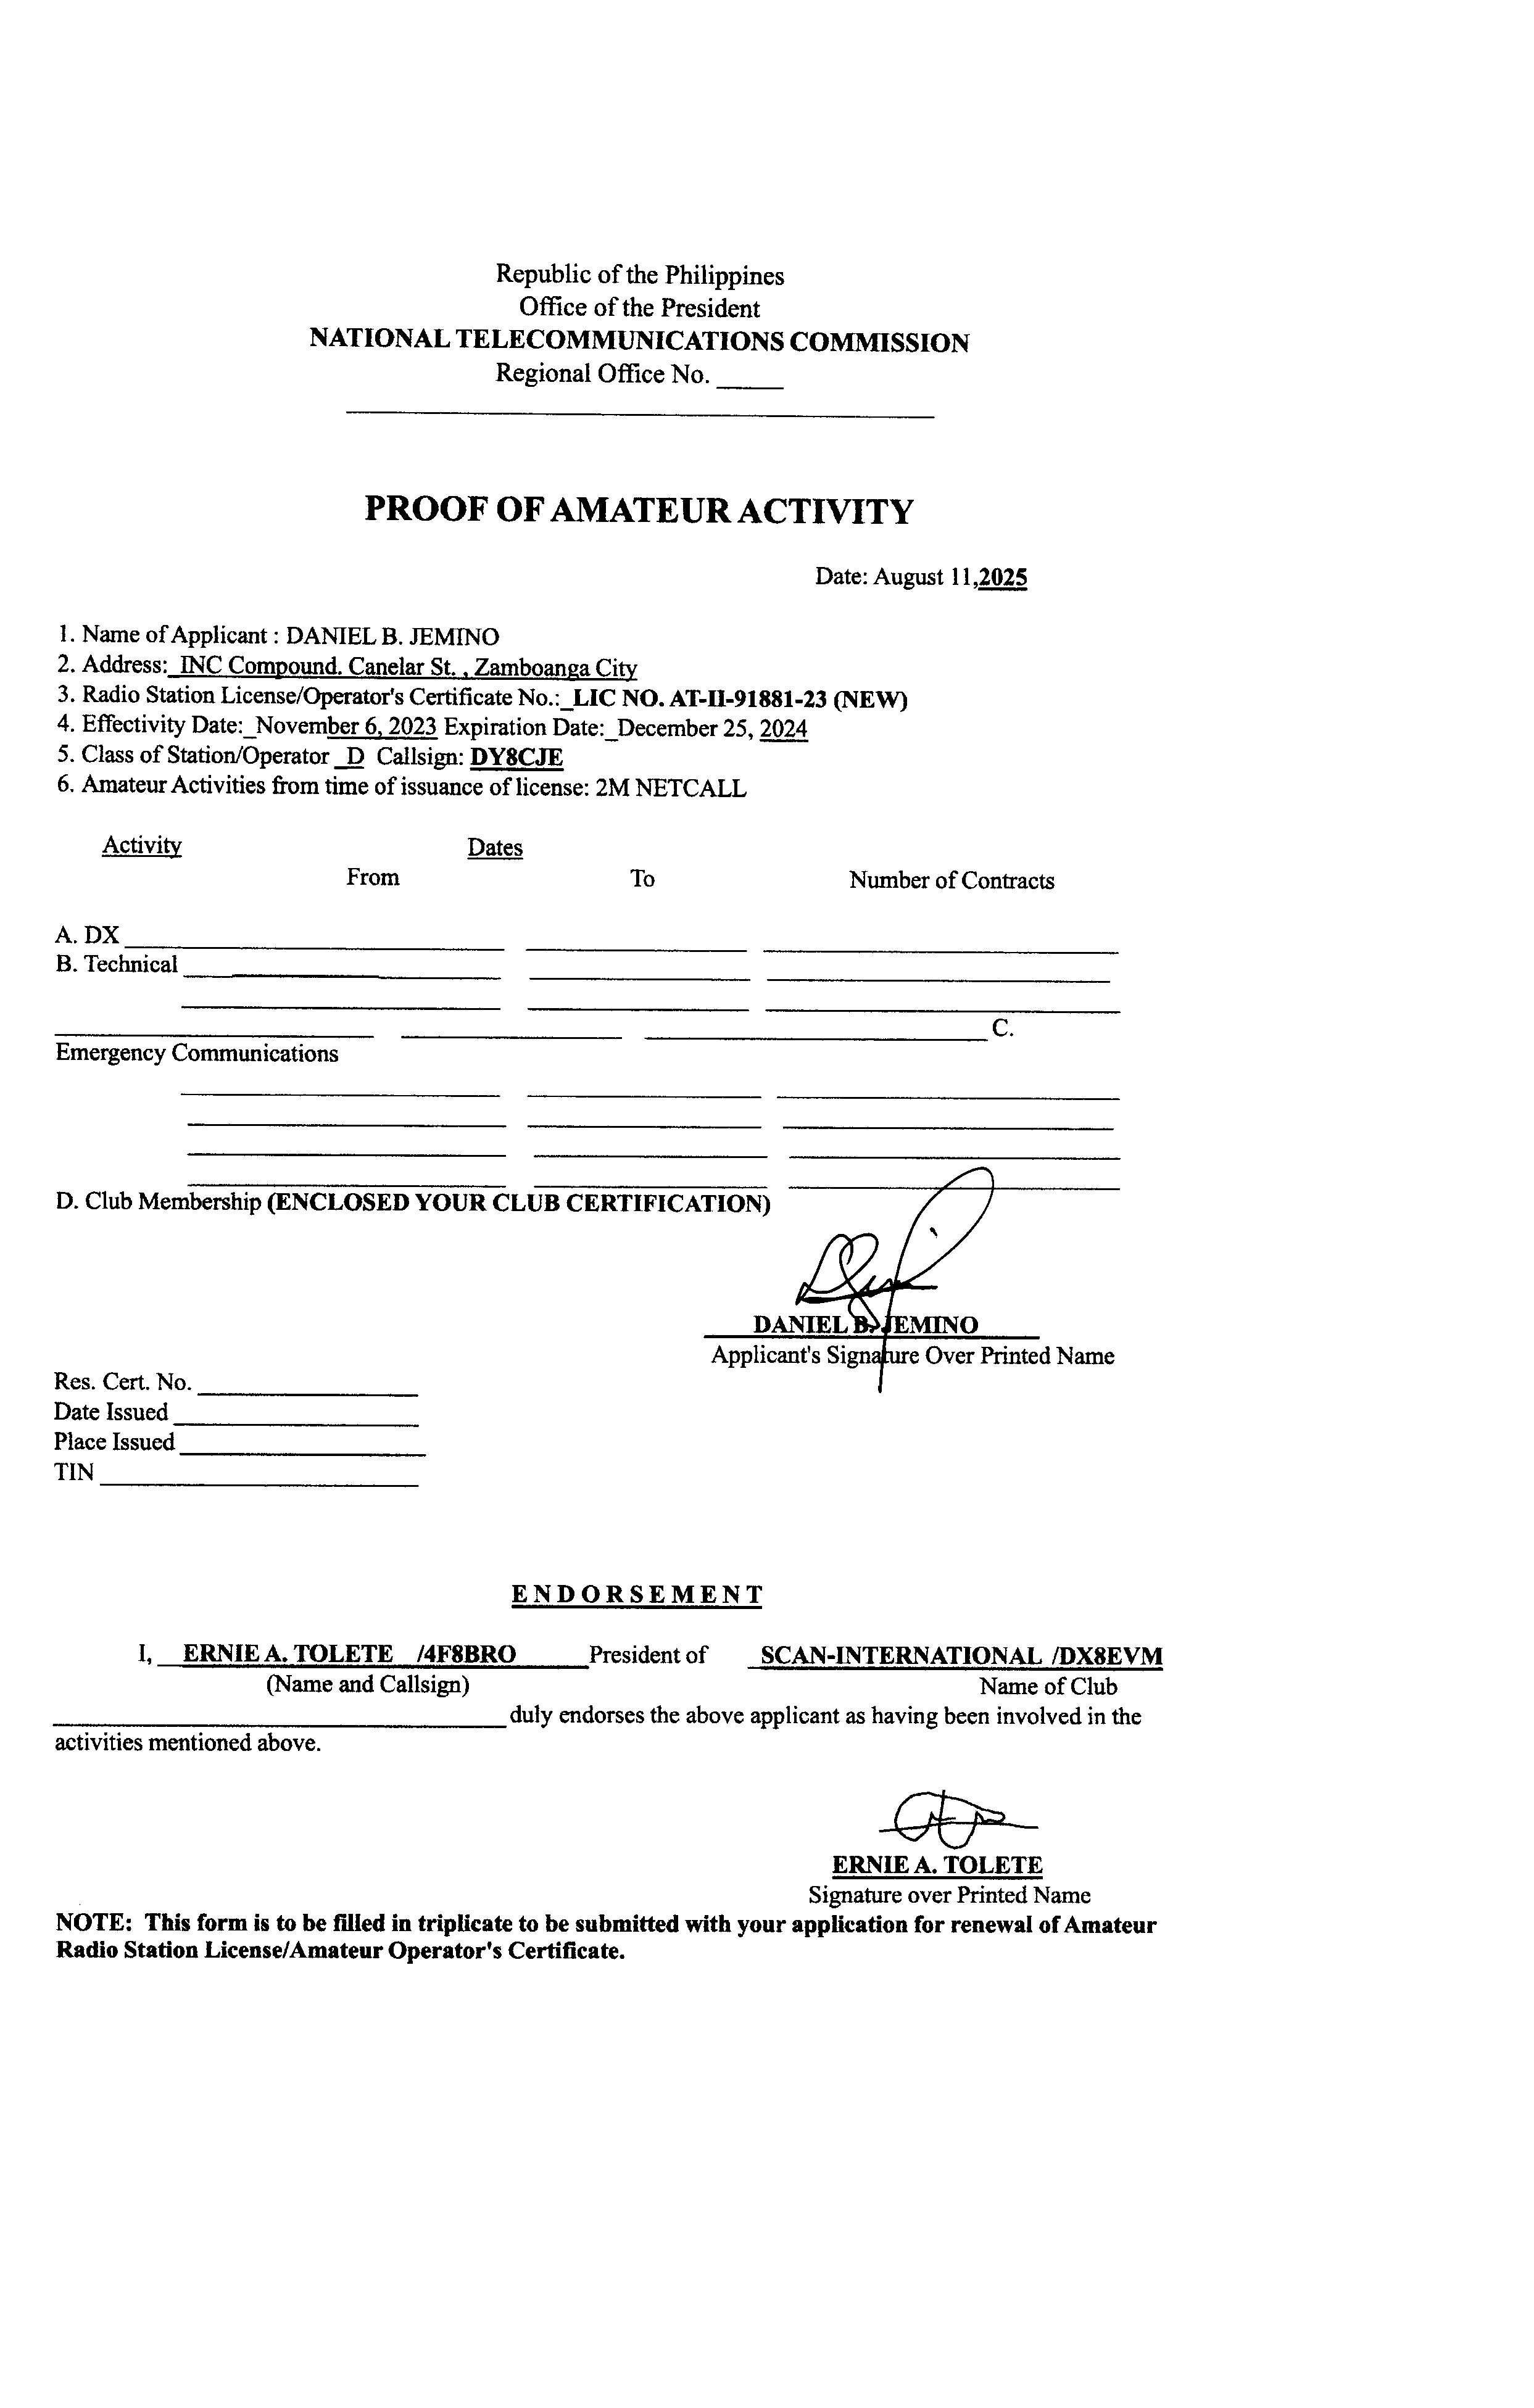 Republic of the Philippines
Office of the President
NATIONAL TELECOMMUNICATIONS COMMISSION
Regional Office No. _____
PROOF OF AMATEUR ACTIVITY
Date: August 11,2025
1. Name of Applicant : DANIEL B. JEMINO
2. Address:_INC Compound. Canelar St. , Zamboanga City
3. Radio Station License/Operator's Certificate No.:_LIC NO. AT-II-91881-23 (NEW)
4. Effectivity Date:_November 6, 2023 Expiration Date:_December 25, 2024
5. Class of Station/Operator _D Callsign: DY8CJE
6. Amateur Activities from time of issuance of license: 2M NETCALL
Activity Dates
From To Number of Contracts
A. DX
B. Technical
C.
Emergency Communications
D. Club Membership (ENCLOSED YOUR CLUB CERTIFICATION)
DANIEL B. JEMINO
Applicant's Signature Over Printed Name
Res. Cert. No.
Date Issued
Place Issued
TIN
ENDORSEMENT
I, ERNIE A. TOLETE /4F8BRO President of SCAN-INTERNATIONAL /DX8EVM
(Name and Callsign) Name of Club
duly endorses the above applicant as having been involved in the
activities mentioned above.
ERNIE A. TOLETE
Signature over Printed Name
NOTE: This form is to be filled in triplicate to be submitted with your application for renewal of Amateur
Radio Station License/Amateur Operator's Certificate.